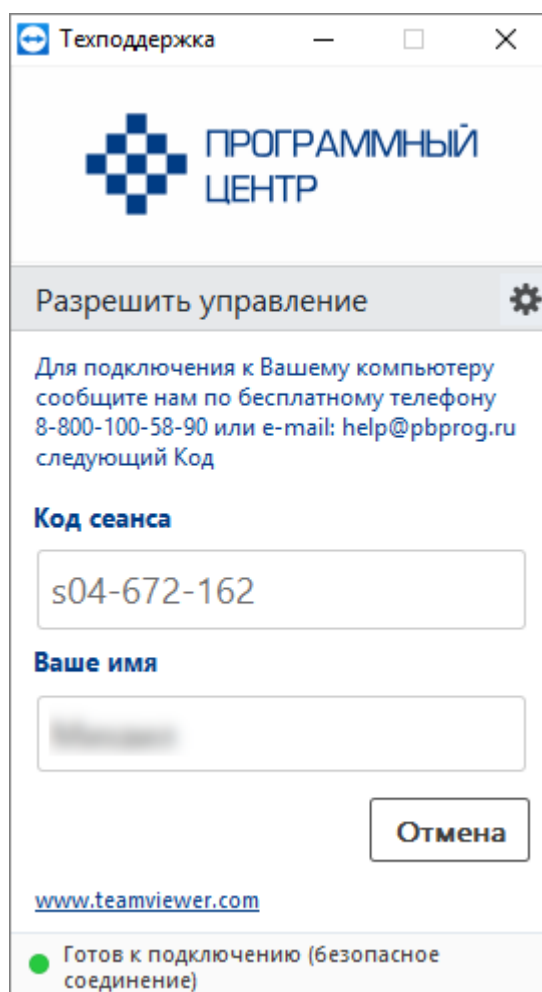 Техподдержка
ПРОГРАММНЫЙ
ЦЕНТР
Разрешить управление
Для подключения к Вашему компьютеру
сообщите нам по бесплатному телефону
8-800-100-58-90 или e-mail: help@pbprog.ru
следующий Код
Код сеанса
s04-672-162
Ваше имя
Отмена
www.teamviewer.com
Готов к подключению (безопасное
соединение)